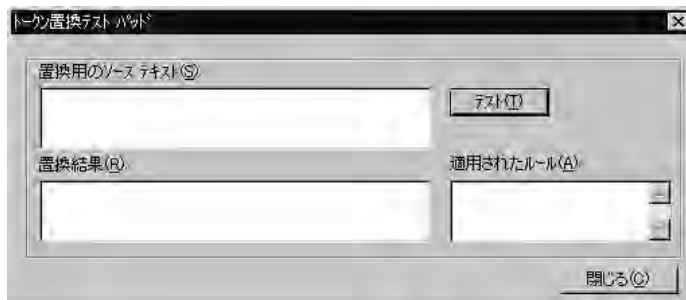 トークン置換テスト パッド
置換用のソース テキスト(S)
テスト(T)
置換結果(R)
適用されたルール(A)
閉じる(C)